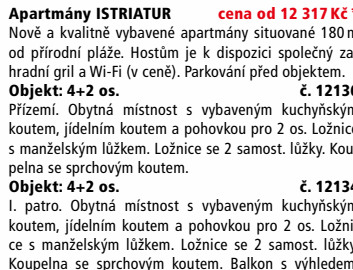 Apartmány ISTRIATUR cena od 12 317 Kč *
Nově a kvalitně vybavené apartmány situované 180 m
od přírodní pláže. Hostům je k dispozici společný za
hradní gril a Wi-Fi (v ceně). Parkování před objektem.
Objekt: 4+2 os. č. 12130
Přízemí. Obytná místnost s vybaveným kuchyňským
koutem, jídelním koutem a pohovkou pro 2 os. Ložnice
s manželským lůžkem. Ložnice se 2 samost. lůžky. Kou
pelna se sprchovým koutem.
Objekt: 4+2 os. č. 12134
I. patro. Obytná místnost s vybaveným kuchyňským
koutem, jídelním koutem a pohovkou pro 2 os. Ložni
ce s manželským lůžkem. Ložnice se 2 samost. lůžky
Koupelna se sprchovým koutem. Balkon s výhledem